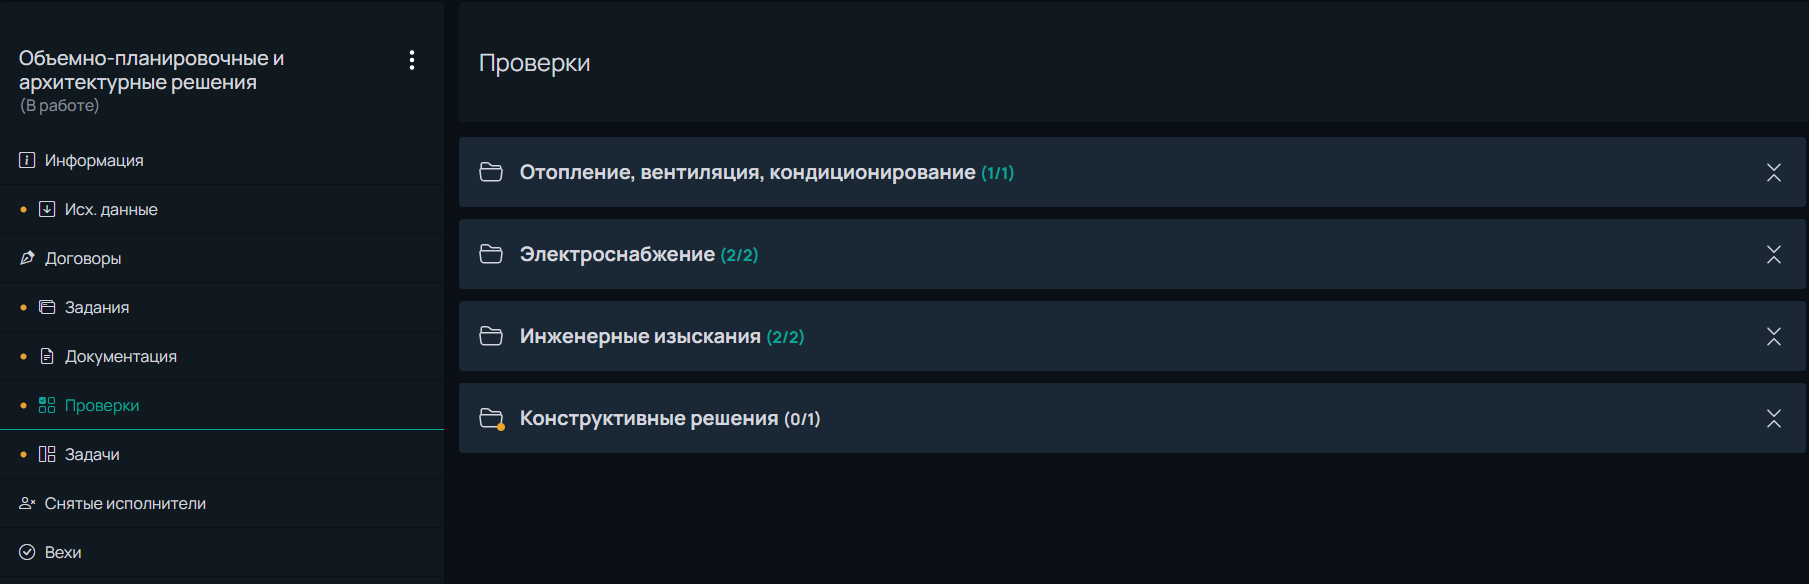 Объемно-планировочные и
архитектурные решения
(В работе)
Информация
Исх. данные
Договоры
Задания
Документация
Проверки
Задачи
Снятые исполнители
Вехи
Проверки
Отопление, вентиляция, кондиционирование (1/1)
Электроснабжение (2/2)
Инженерные изыскания (2/2)
Конструктивные решения (0/1)